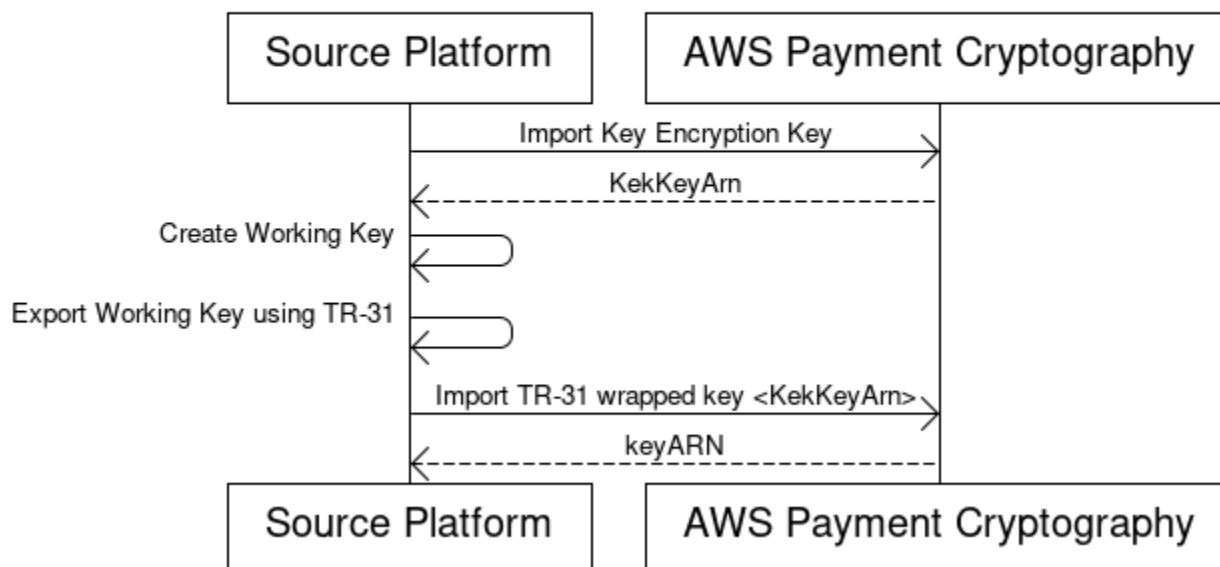 Source Platform
AWS Payment Cryptography
Import Key Encryption Key
KekKeyArn
Create Working Key
Export Working Key using TR-31
Import TR-31 wrapped key <KekKeyArn>
keyARN
Source Platform
AWS Payment Cryptography